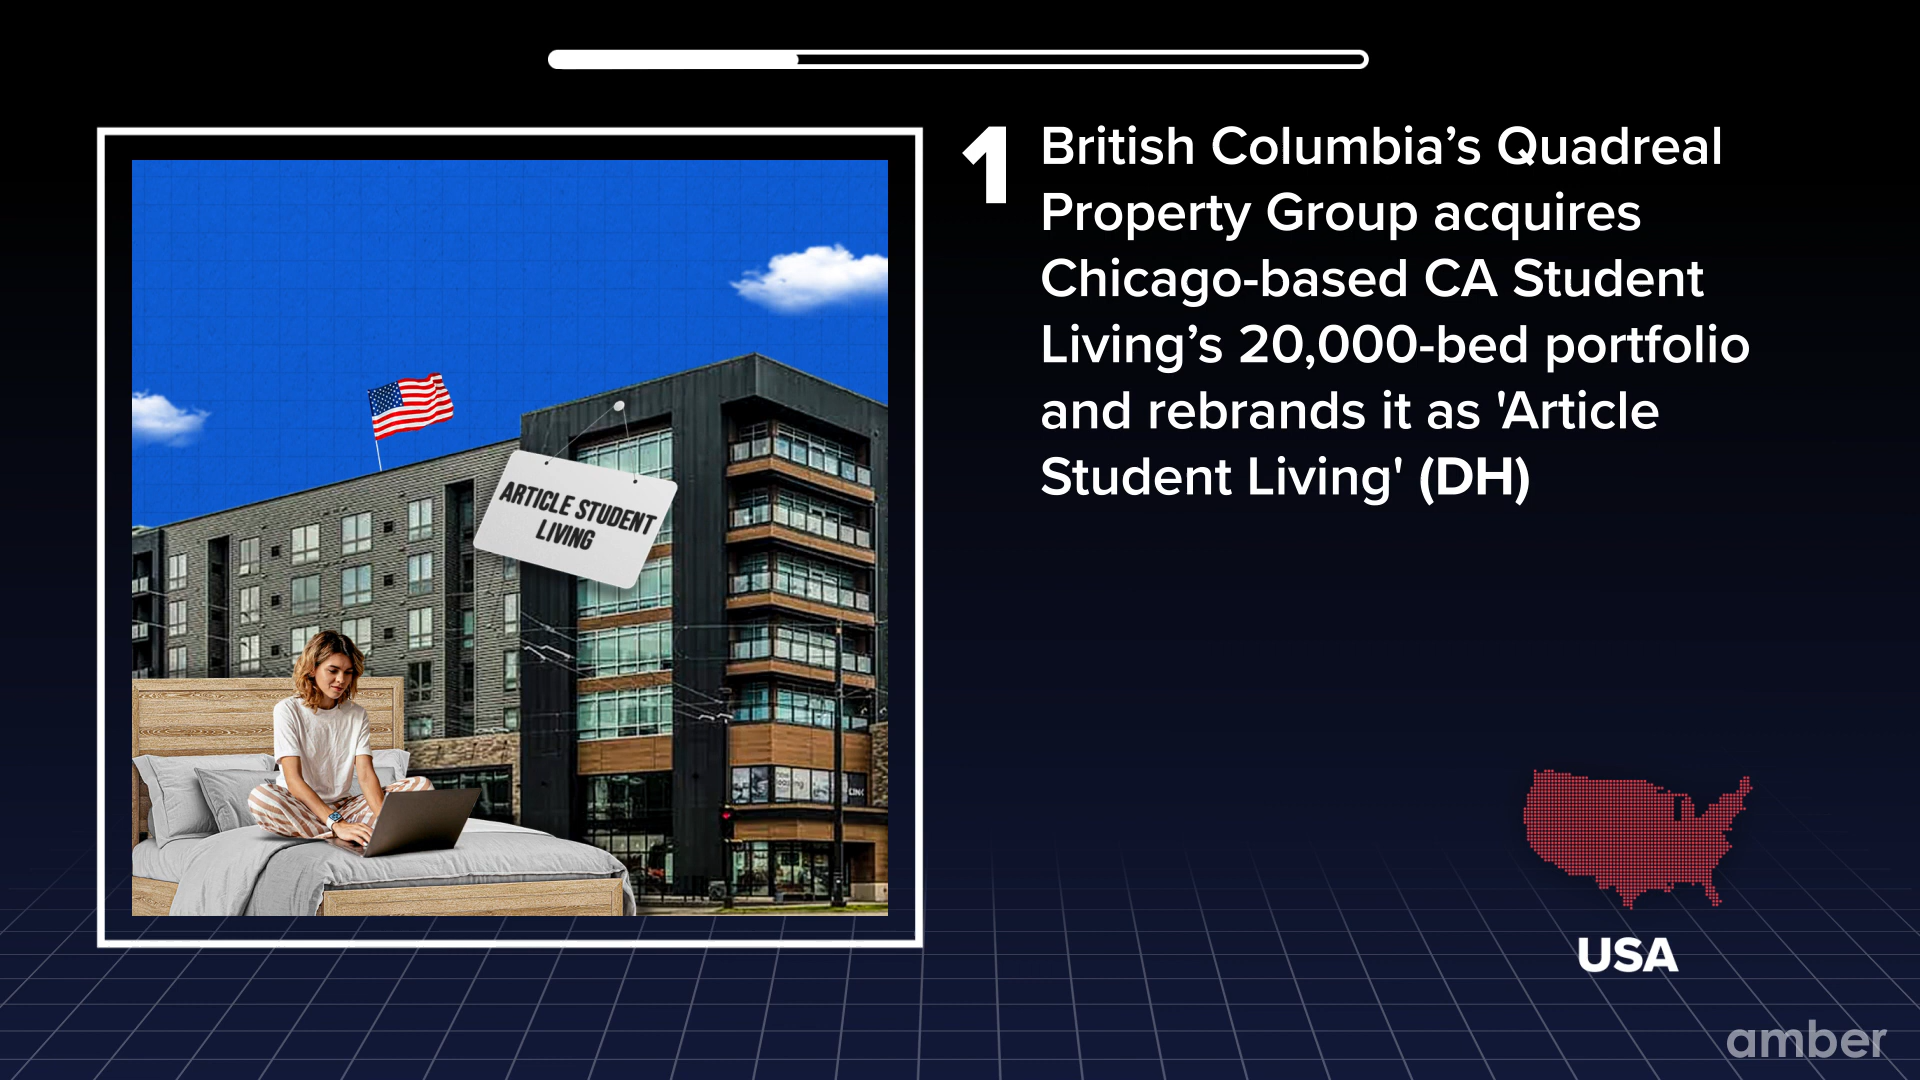 1
British Columbia’s Quadreal
Property Group acquires
Chicago-based CA Student
Living’s 20,000-bed portfolio
and rebrands it as 'Article
Student Living' (DH)
ARTICLE STUDENT
LIVING
USA
amber